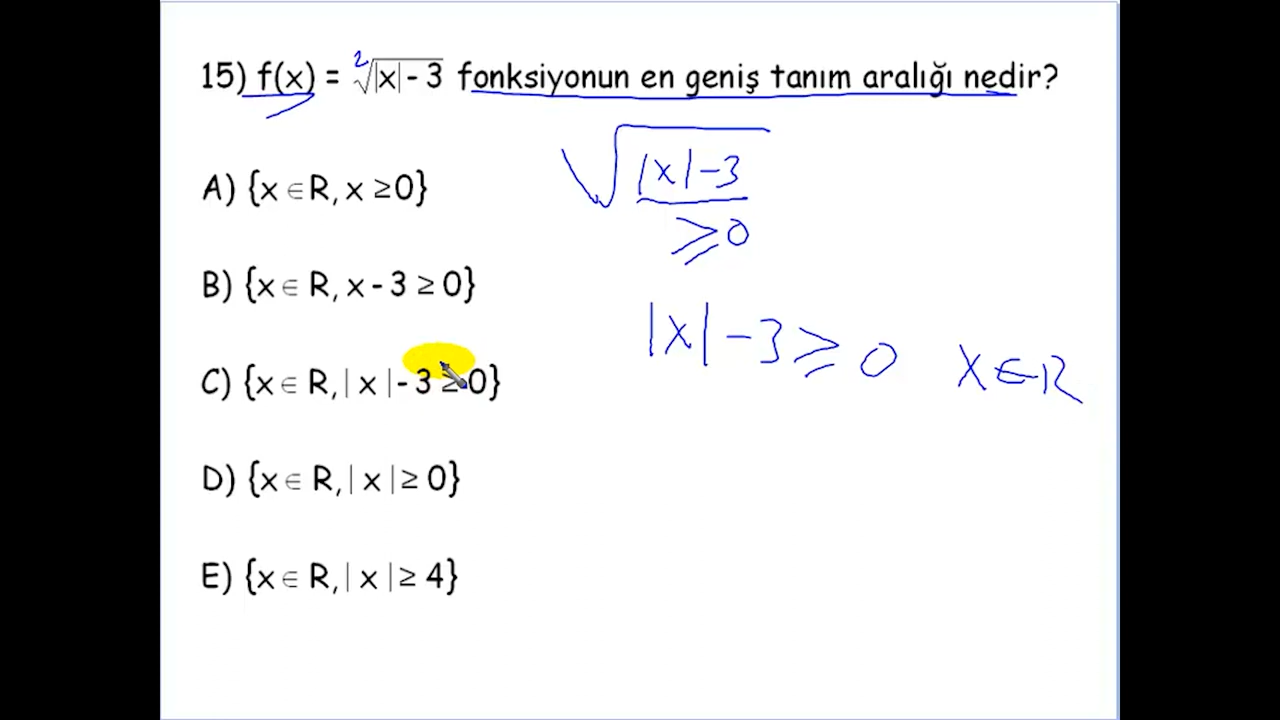 15) f(x) = ²√|x| - 3 fonksiyonun en geniş tanım aralığı nedir?
√|x| - 3
A) {x ∈ R, x ≥0}
≥ 0
B) {x ∈ R, x - 3 ≥ 0}
|x| - 3 ≥ 0 x ∈ R
C) {x ∈ R, | x | - 3 ≥ 0}
D) {x ∈ R, | x | ≥ 0}
E) {x ∈ R, | x | ≥ 4}